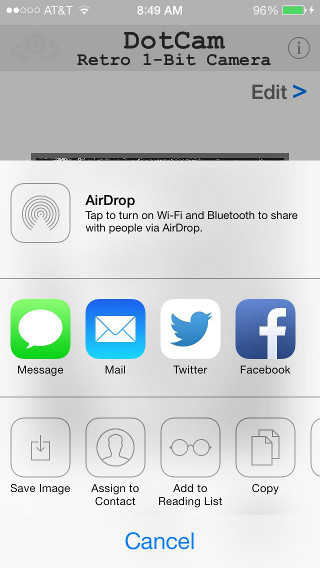 AT&T 8:49 AM 96%
DotCam
Retro 1-Bit Camera
i
Edit >
AirDrop
Tap to turn on Wi-Fi and Bluetooth to share
with people via AirDrop.
Message Mail Twitter Facebook
Save Image Assign to Contact Add to Reading List Copy
Cancel